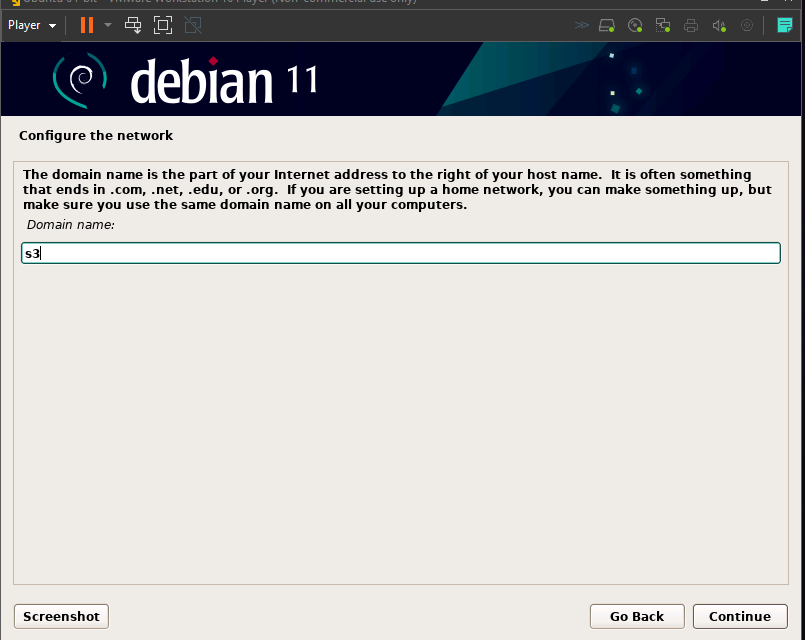 Player
debian 11
Configure the network
The domain name is the part of your Internet address to the right of your host name.  It is often something
that ends in .com, .net, .edu, or .org.  If you are setting up a home network, you can make something up, but
make sure you use the same domain name on all your computers.
Domain name:
s3
Screenshot
Go Back
Continue